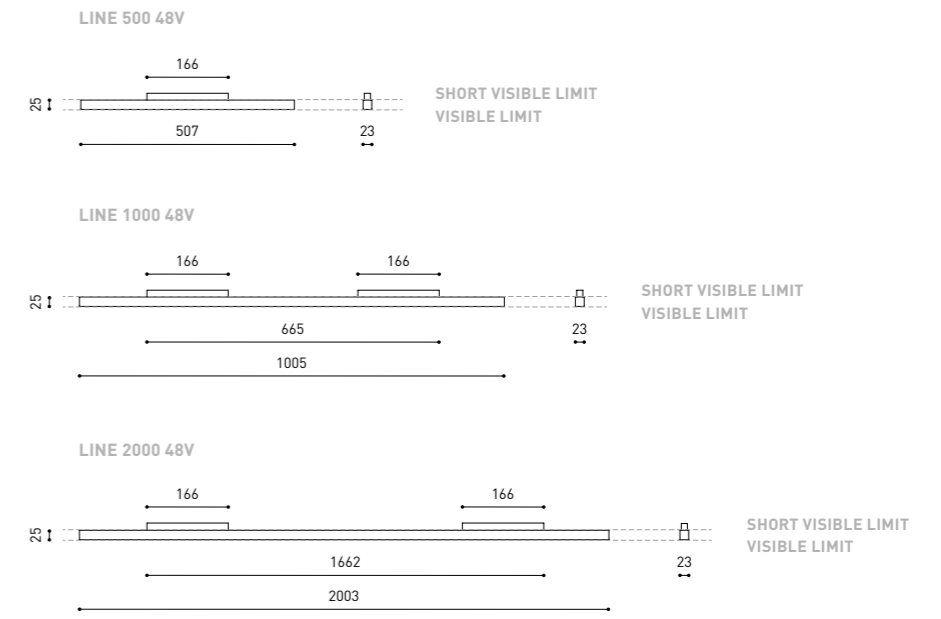 LINE 500 48V
166
25
SHORT VISIBLE LIMIT
VISIBLE LIMIT
507
23
LINE 1000 48V
166
166
25
SHORT VISIBLE LIMIT
VISIBLE LIMIT
665
23
1005
LINE 2000 48V
166
166
25
SHORT VISIBLE LIMIT
VISIBLE LIMIT
1662
23
2003